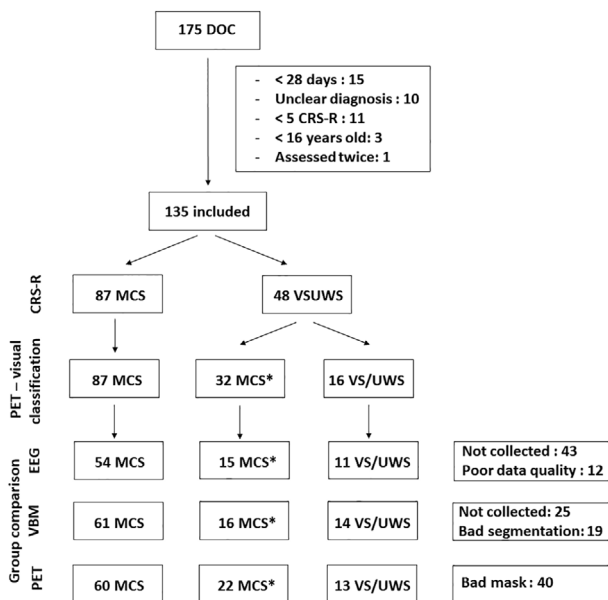 175 DOC
- < 28 days : 15
- Unclear diagnosis : 10
- < 5 CRS-R : 11
- < 16 years old: 3
- Assessed twice: 1
135 included
CRS-R
87 MCS
48 VSUWS
PET – visual
classification
87 MCS
32 MCS*
16 VS/UWS
Group comparison
EEG
54 MCS
15 MCS*
11 VS/UWS
Not collected : 43
Poor data quality : 12
VBM
61 MCS
16 MCS*
14 VS/UWS
Not collected: 25
Bad segmentation: 19
PET
60 MCS
22 MCS*
13 VS/UWS
Bad mask : 40